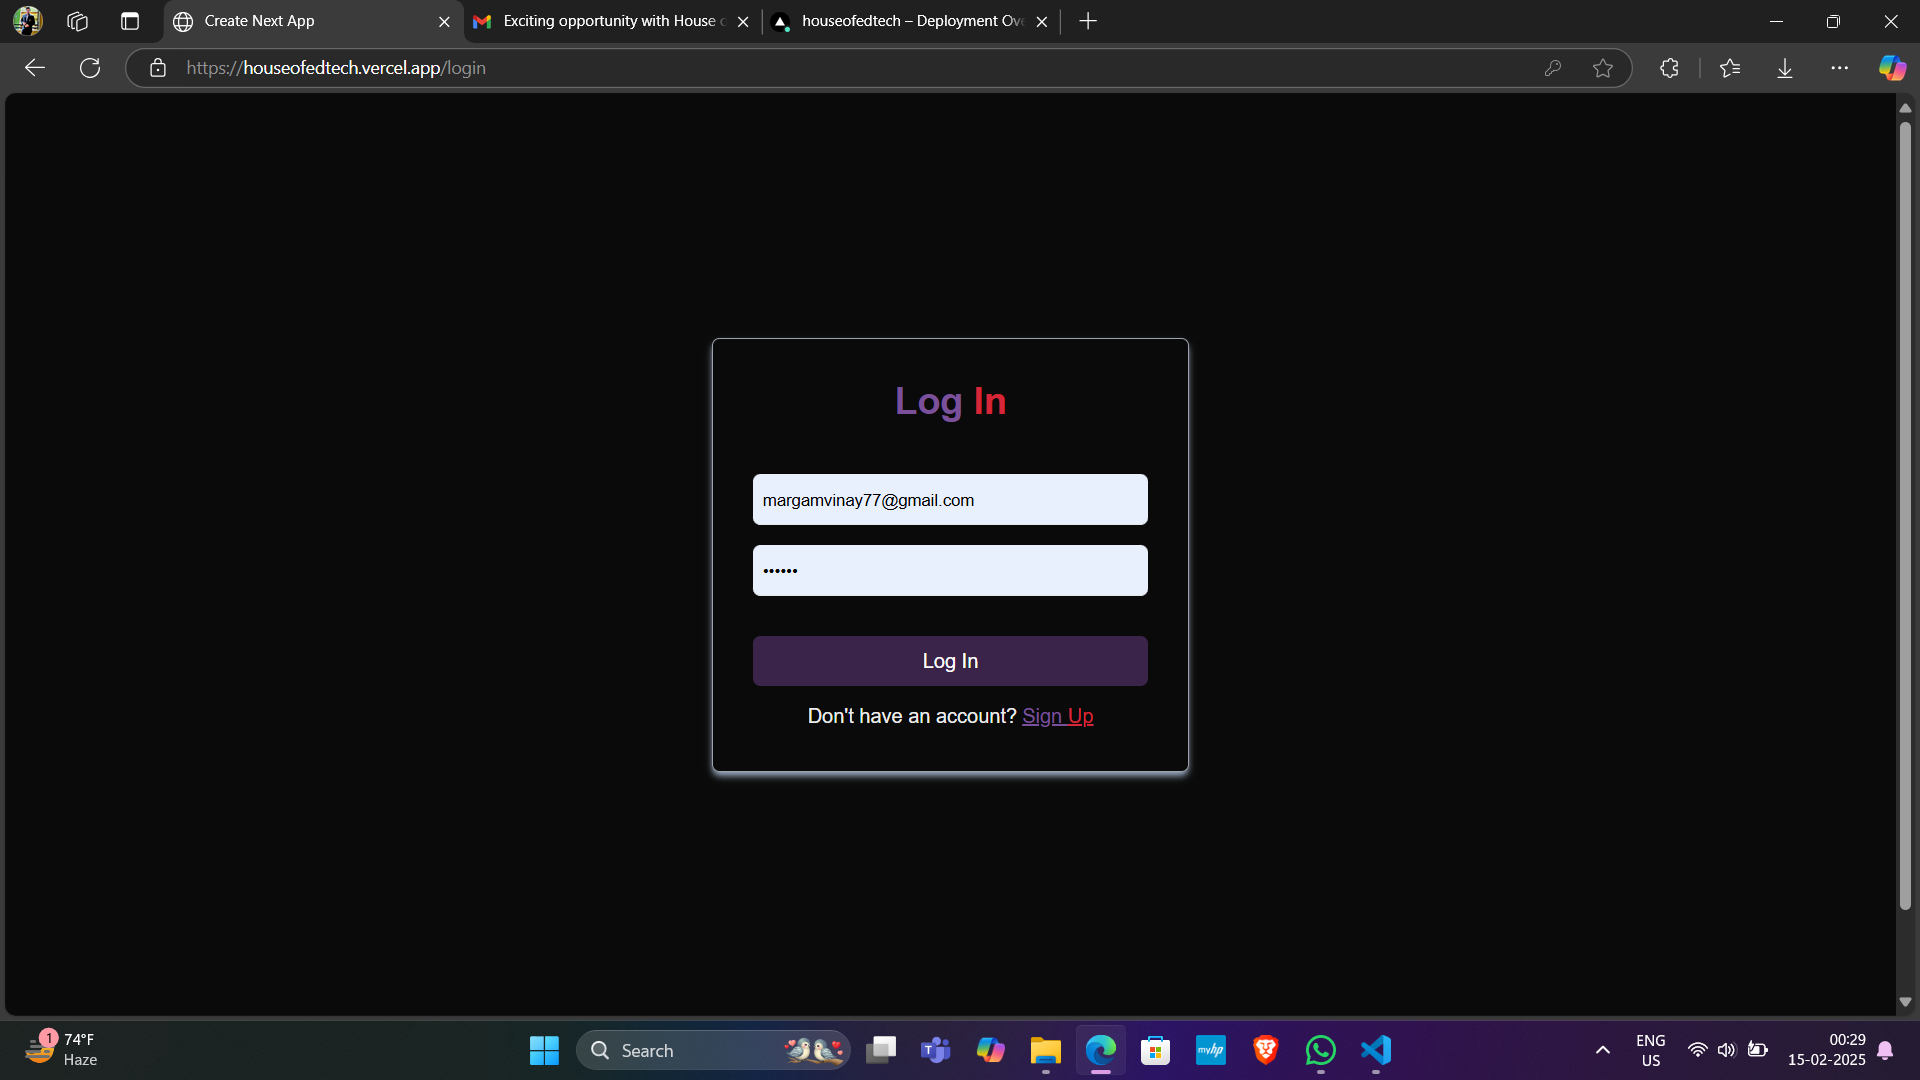 Create Next App
Exciting opportunity with House o
houseofedtech – Deployment Ove
https://houseofedtech.vercel.app/login
Log In
margamvinay77@gmail.com
••••••
Log In
Don't have an account? Sign Up
1
74°F
Haze
Search
T
myhp
ENG
US
00:29
15-02-2025